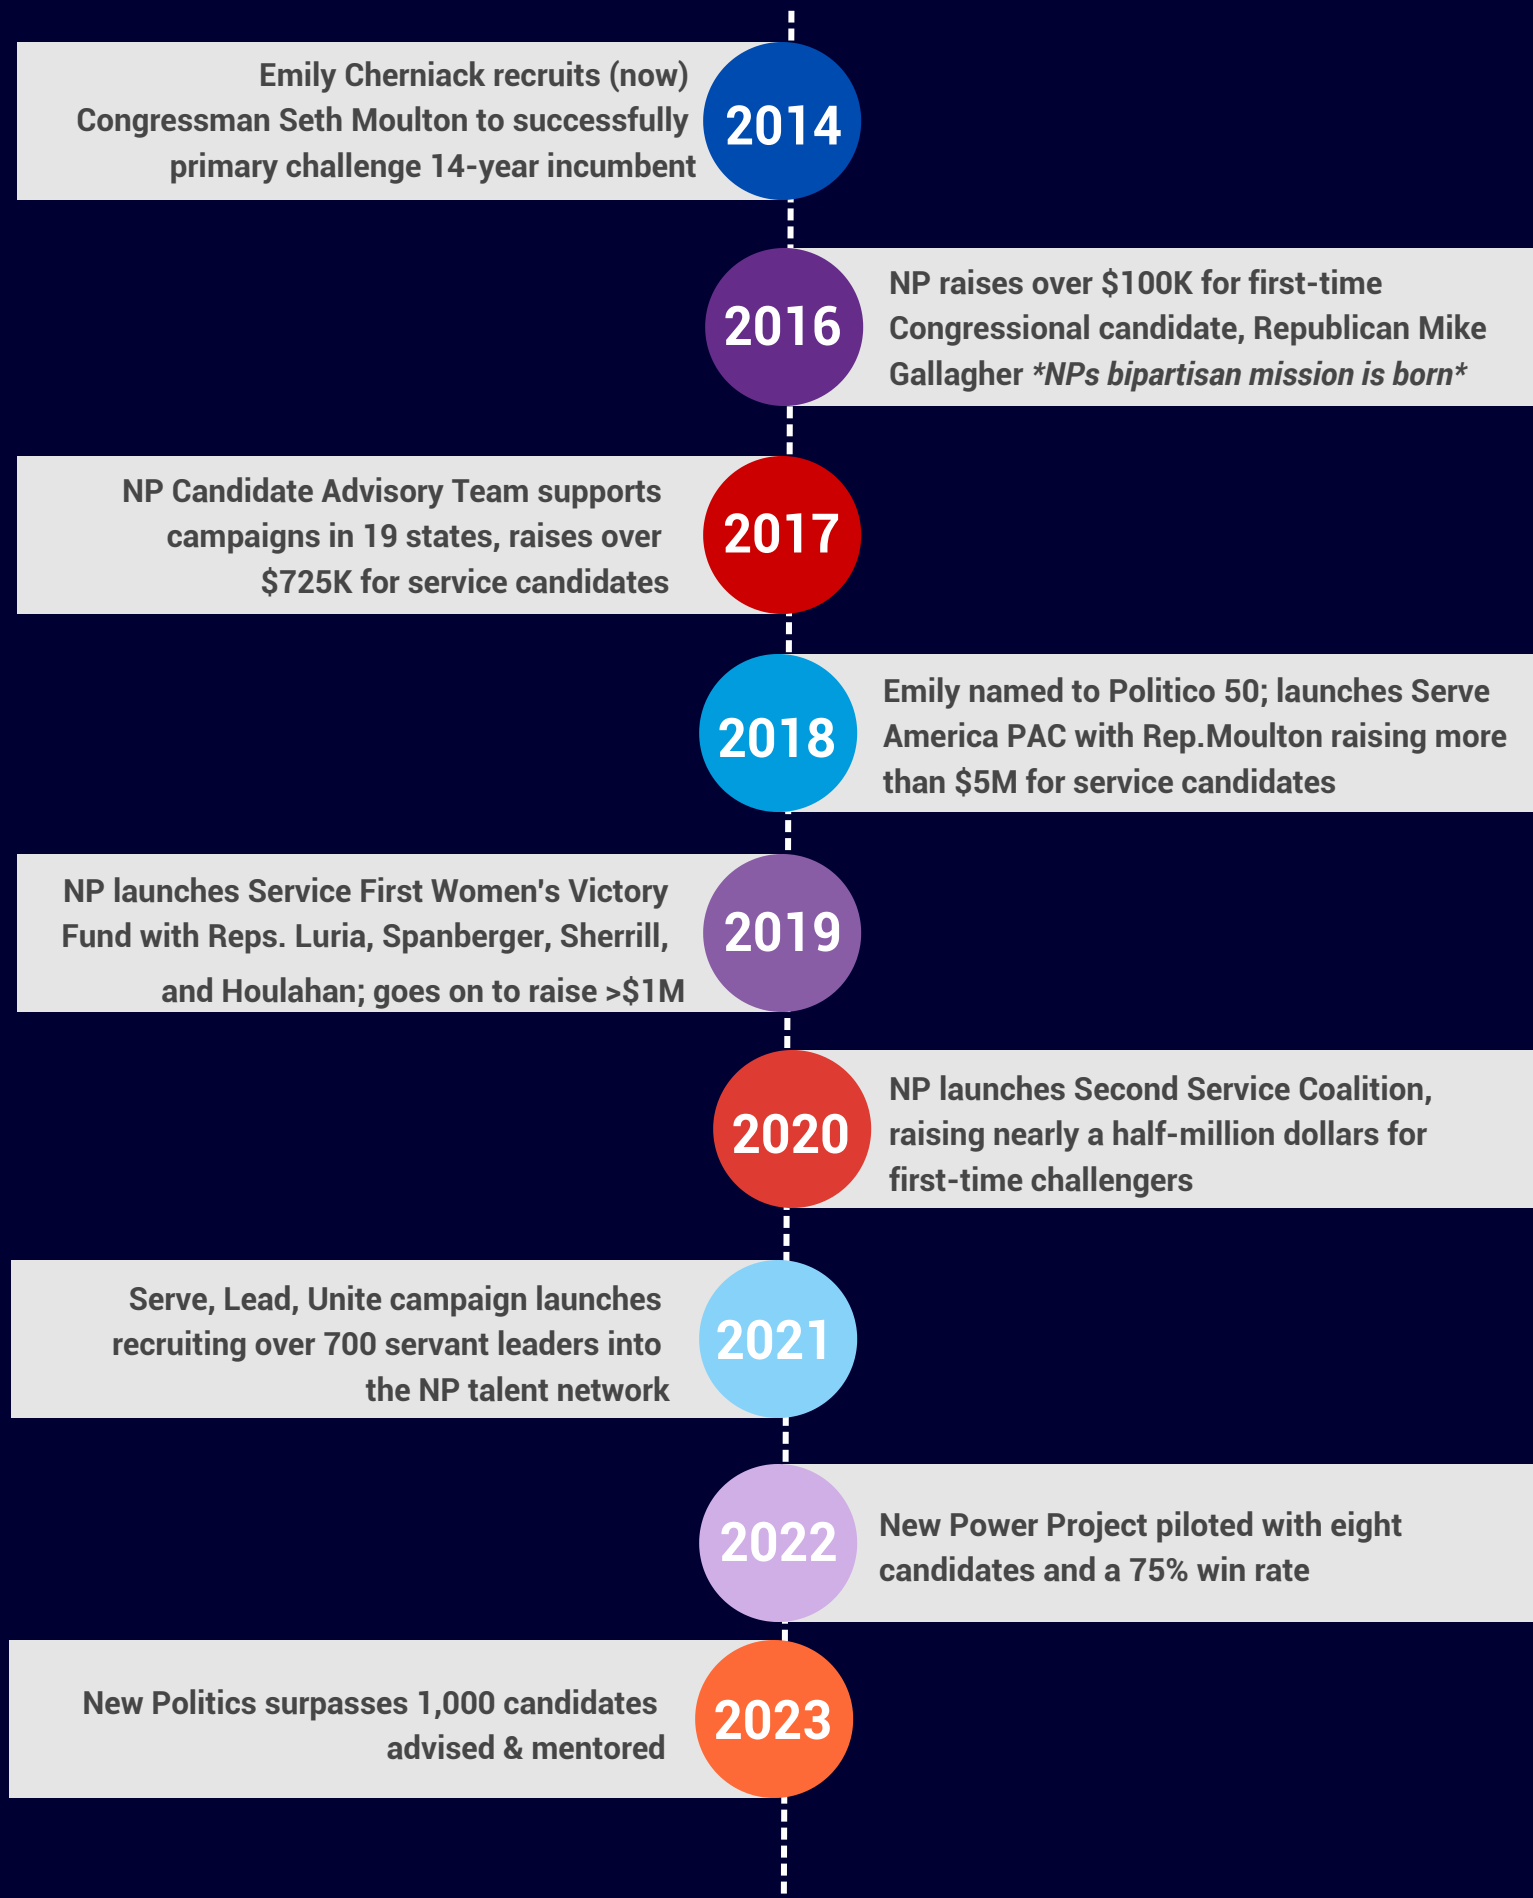 Emily Cherniack recruits (now)
Congressman Seth Moulton to successfully
primary challenge 14-year incumbent
2014
2016
NP raises over $100K for first-time
Congressional candidate, Republican Mike
Gallagher *NPs bipartisan mission is born*
NP Candidate Advisory Team supports
campaigns in 19 states, raises over
$725K for service candidates
2017
2018
Emily named to Politico 50; launches Serve
America PAC with Rep.Moulton raising more
than $5M for service candidates
NP launches Service First Women's Victory
Fund with Reps. Luria, Spanberger, Sherrill,
and Houlahan; goes on to raise >$1M
2019
2020
NP launches Second Service Coalition,
raising nearly a half-million dollars for
first-time challengers
Serve, Lead, Unite campaign launches
recruiting over 700 servant leaders into
the NP talent network
2021
2022
New Power Project piloted with eight
candidates and a 75% win rate
New Politics surpasses 1,000 candidates
advised & mentored
2023